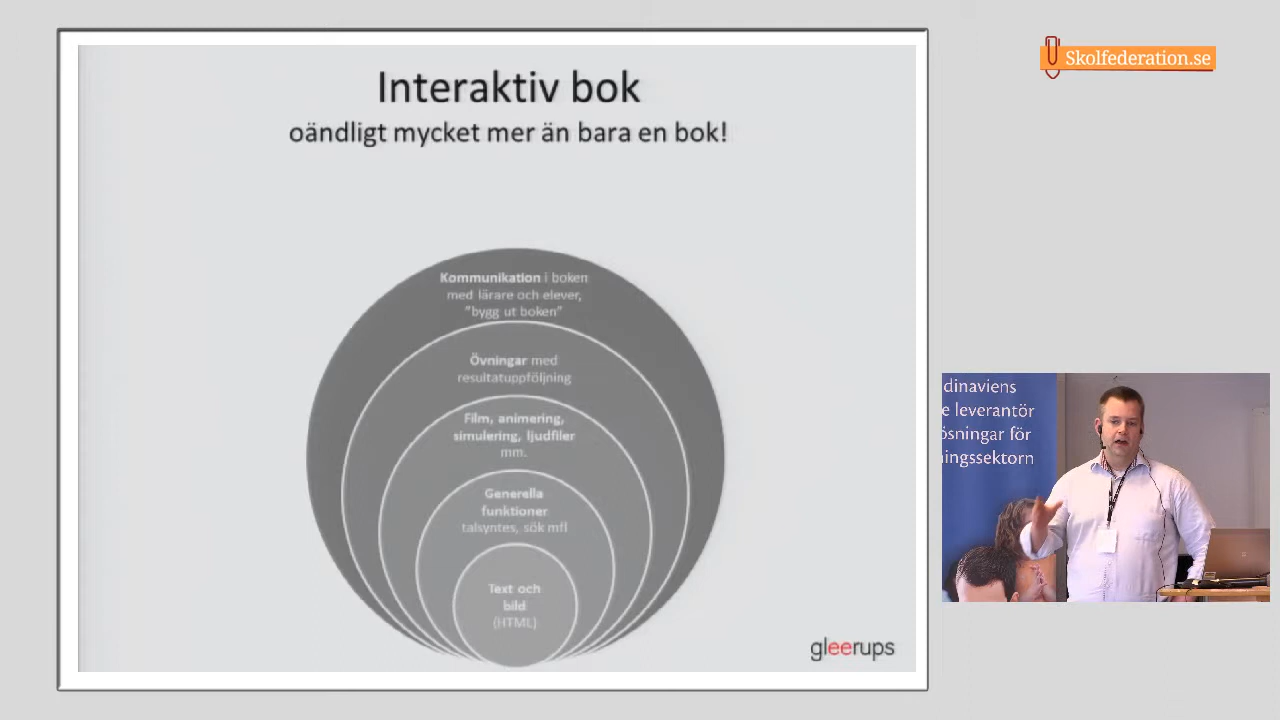 Interaktiv bok
oändligt mycket mer än bara en bok!
Kommunikation i boken
med lärare och elever,
"bygg ut boken"
Övningar med
resultatuppföljning
Film, animering,
simulering, ljudfiler
mm.
Generella
funktioner
talsyntes, sök mfl
Text och
bild
(HTML)
gleerups
Skolfederation.se
dinaviens
e leverantör
ösningar för
ningssektorn